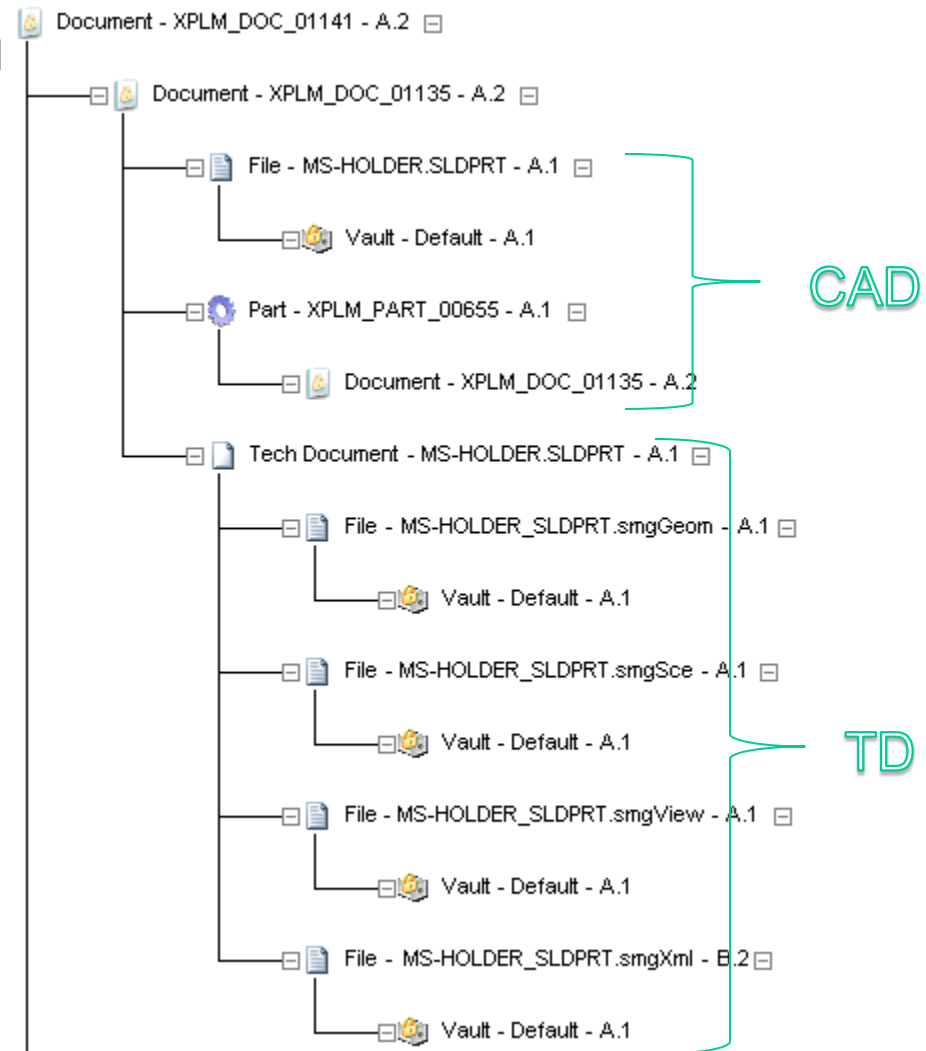 Document - XPLM_DOC_01141 - A.2
Document - XPLM_DOC_01135 - A.2
File - MS-HOLDER.SLDPRT - A.1
Vault - Default - A.1
Part - XPLM_PART_00655 - A.1
CAD
Document - XPLM_DOC_01135 - A.2
Tech Document - MS-HOLDER.SLDPRT - A.1
File - MS-HOLDER_SLDPRT.smgGeom - A.1
Vault - Default - A.1
File - MS-HOLDER_SLDPRT.smgSce - A.1
Vault - Default - A.1
TD
File - MS-HOLDER_SLDPRT.smgView - A.1
Vault - Default - A.1
File - MS-HOLDER_SLDPRT.smgXml - B.2
Vault - Default - A.1